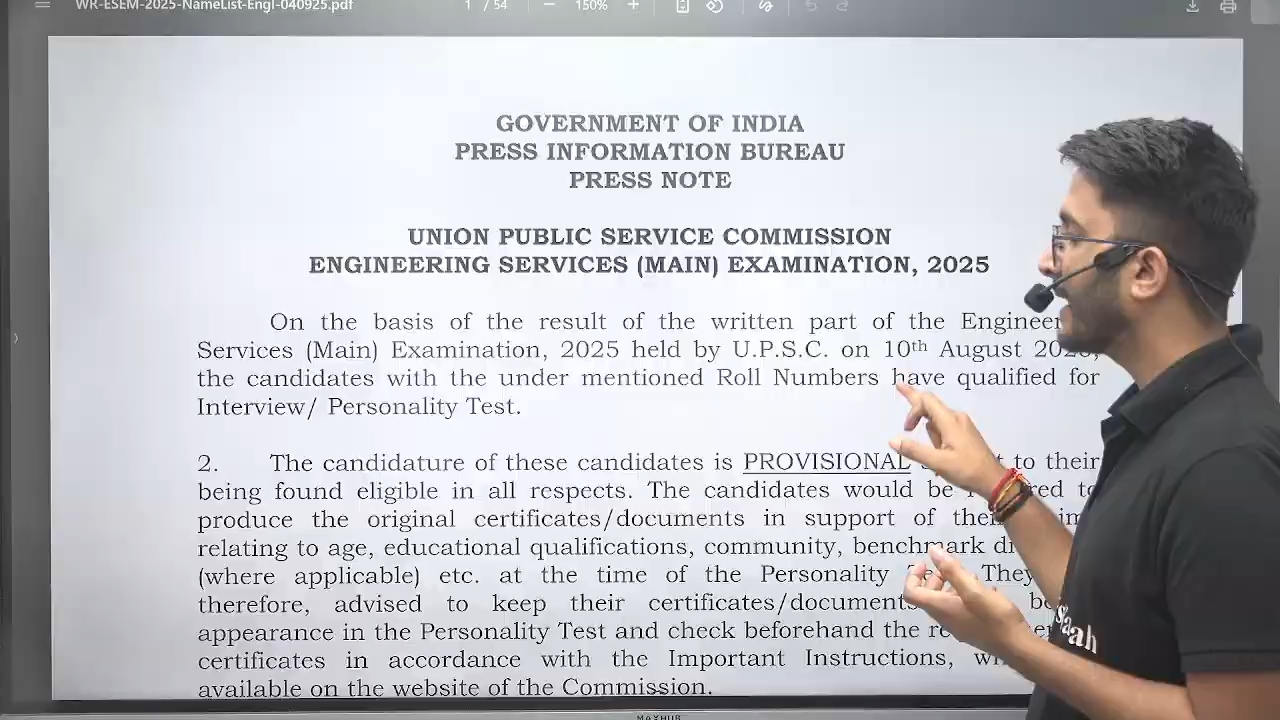 WR-ESEM-2025-NameList-Engl-040925.pdf 1 / 54 150%
GOVERNMENT OF INDIA
PRESS INFORMATION BUREAU
PRESS NOTE
UNION PUBLIC SERVICE COMMISSION
ENGINEERING SERVICES (MAIN) EXAMINATION, 2025
On the basis of the result of the written part of the
Services (Main) Examination, 2025 held by U.P.S.C. on 10th August
the candidates with the under mentioned Roll Numbers have qualified for
Interview/ Personality Test.
2. The candidature of these candidates is PROVISIONAL to their
being found eligible in all respects. The candidates would be
produce the original certificates/documents in support of
relating to age, educational qualifications, community, benchmark
(where applicable) etc. at the time of the Personality They
therefore, advised to keep their certificates/documents
appearance in the Personality Test and check beforehand the
certificates in accordance with the Important Instructions,
available on the website of the Commission.
MAXHUB